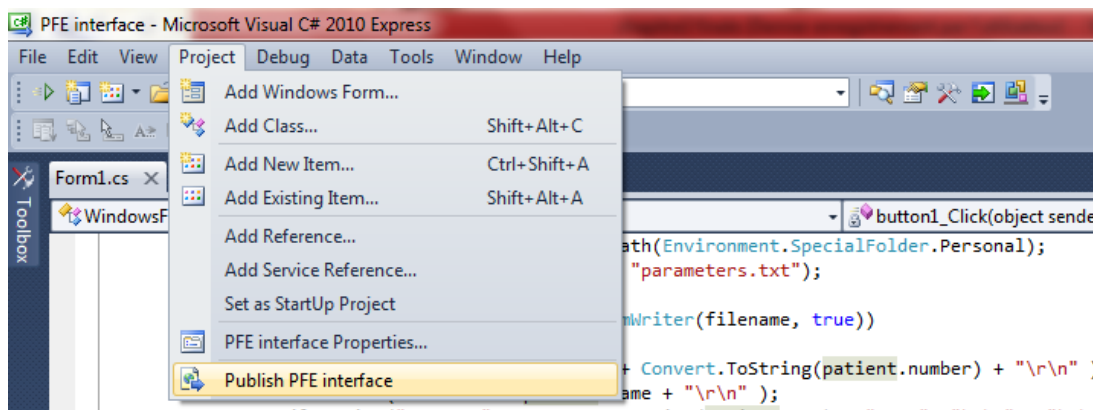 PFE interface - Microsoft Visual C# 2010 Express
File Edit View Project Debug Data Tools Window Help
Add Windows Form...
Add Class... Shift+Alt+C
Add New Item... Ctrl+Shift+A
Add Existing Item... Shift+Alt+A
Add Reference...
Add Service Reference...
Set as StartUp Project
PFE interface Properties...
Publish PFE interface
Toolbox
Form1.cs
WindowsF
button1_Click(object sende
ath(Environment.SpecialFolder.Personal);
"parameters.txt");
mWriter(filename, true))
+ Convert.ToString(patient.number) + "\r\n" )
ame + "\r\n" );